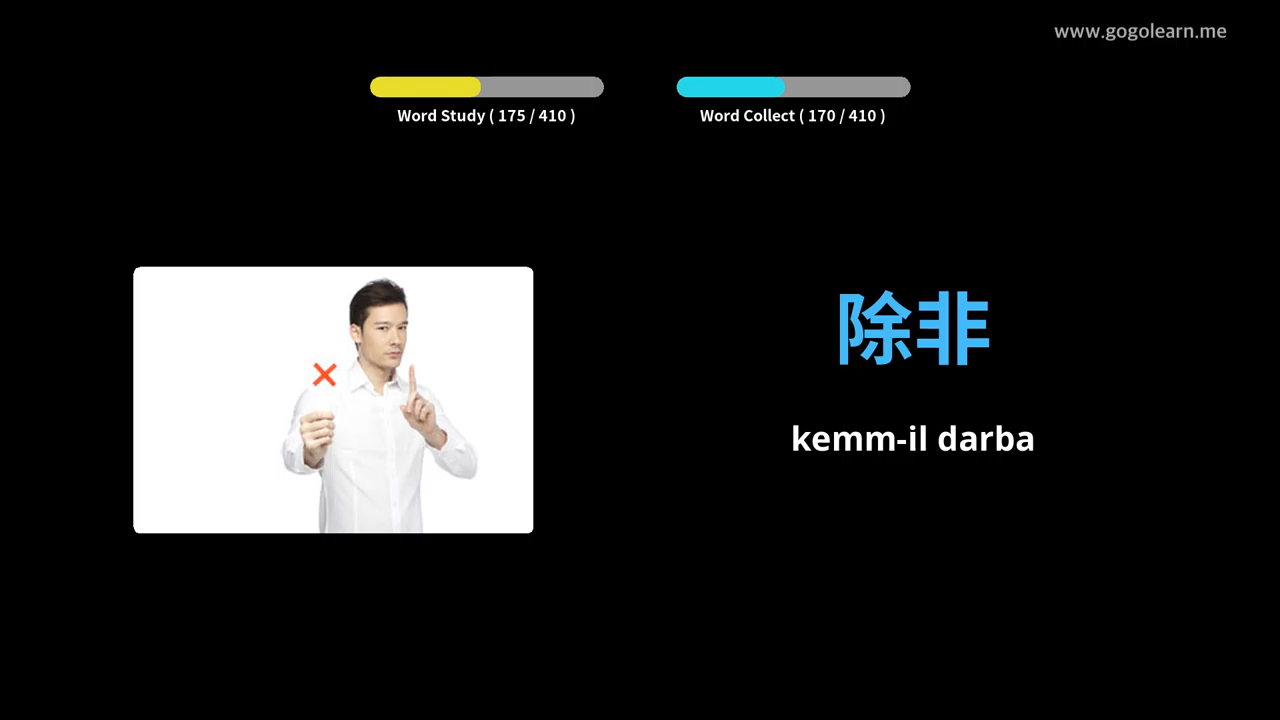 www.gogolearn.me
Word Study ( 175 / 410 )
Word Collect ( 170 / 410 )
除非
kemm-il darba